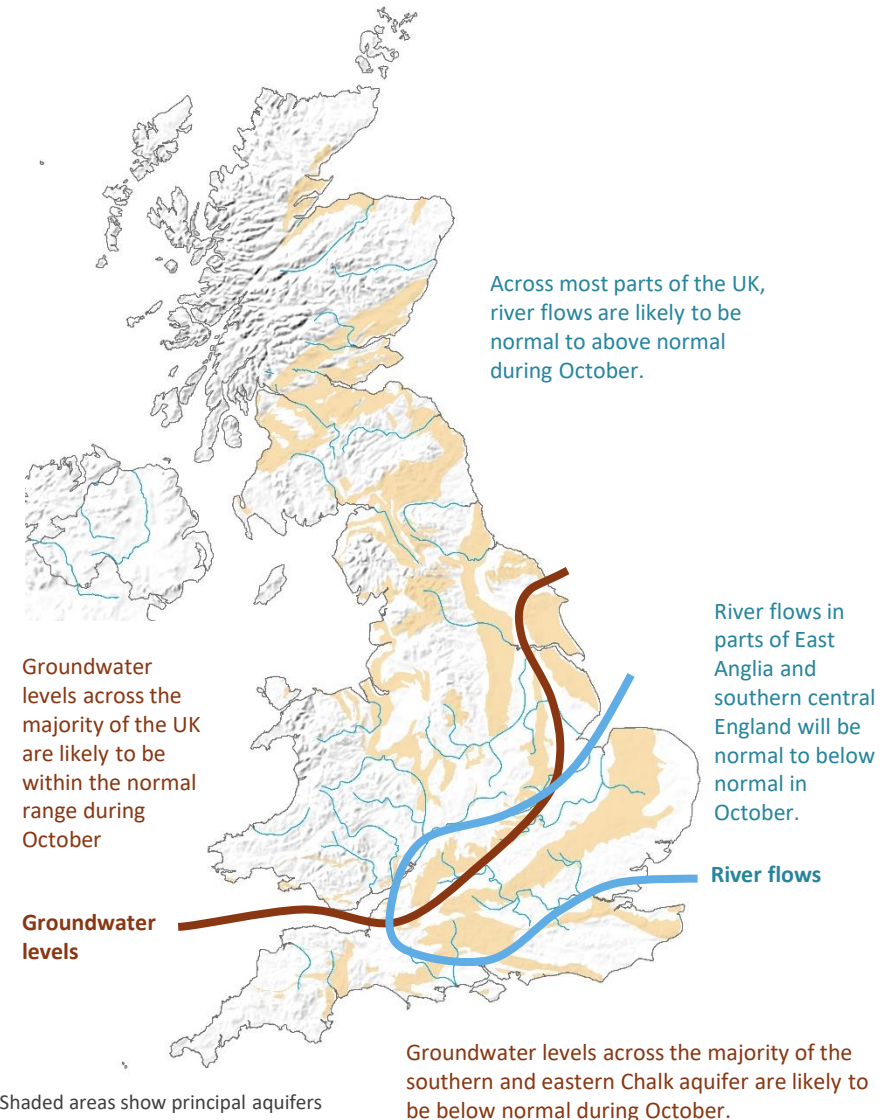 Across most parts of the UK,
river flows are likely to be
normal to above normal
during October.
River flows in
parts of East
Anglia and
southern central
England will be
normal to below
normal in
October.
Groundwater
levels across the
majority of the UK
are likely to be
within the normal
range during
October
River flows
Groundwater
levels
Groundwater levels across the majority of the
southern and eastern Chalk aquifer are likely to
be below normal during October.
Shaded areas show principal aquifers